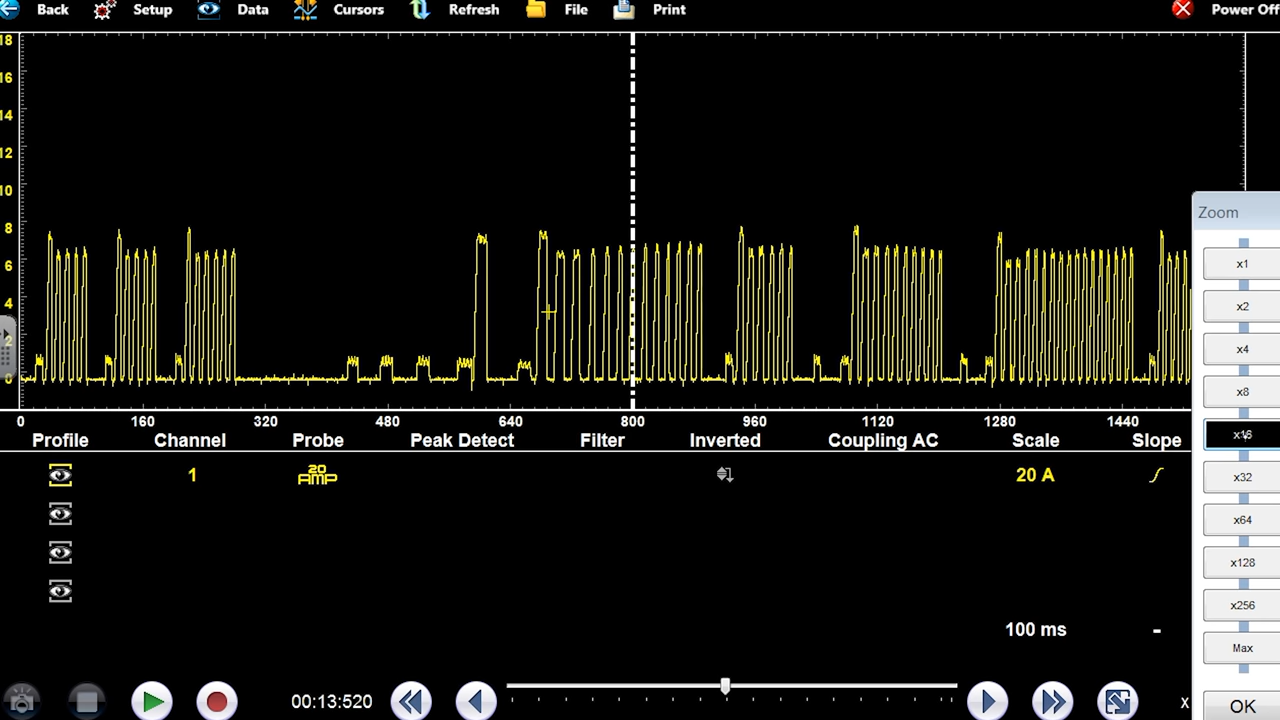 Back Setup Data Cursors Refresh File Print Power Off
18
16
14
12
10
8
6
4
2
0
0 160 320 480 640 800 960 1120 1280 1440
Profile Channel Probe Peak Detect Filter Inverted Coupling AC Scale Slope
1 20 AMP 20 A
100 ms -
00:13:520 x
Zoom
x1
x2
x4
x8
x16
x32
x64
x128
x256
Max
OK